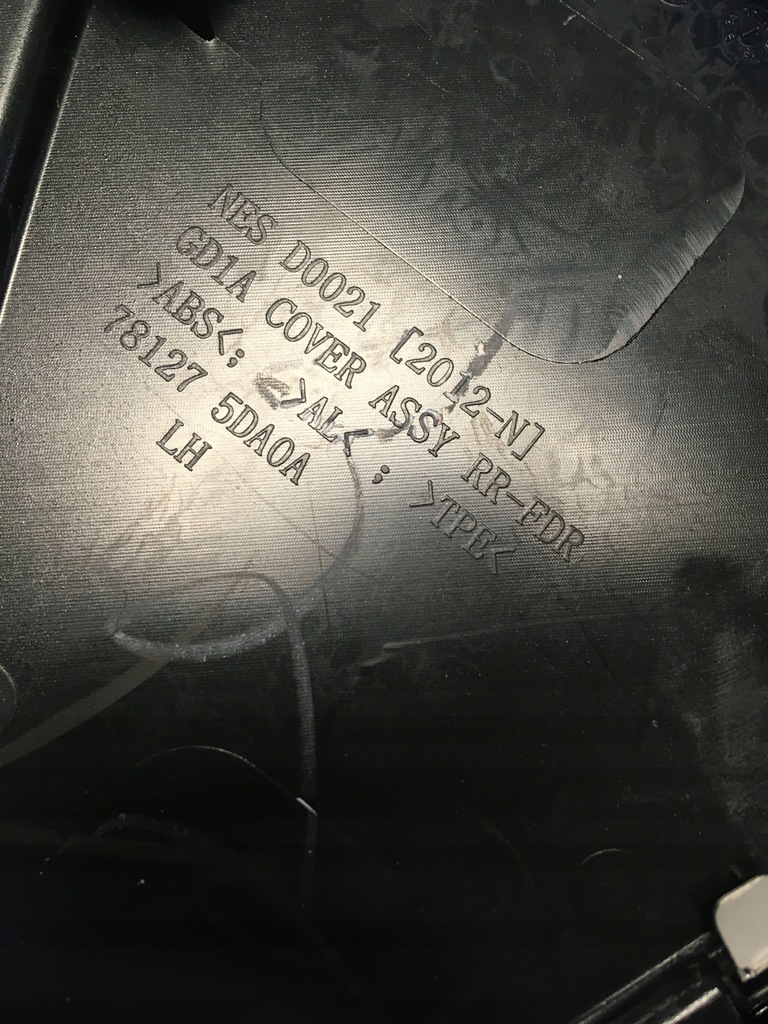 NES D0021 [2012-N]
GD1A COVER ASSY RR-FDR
>ABS<; >AL<; >TPE<
78127 5DA0A
LH